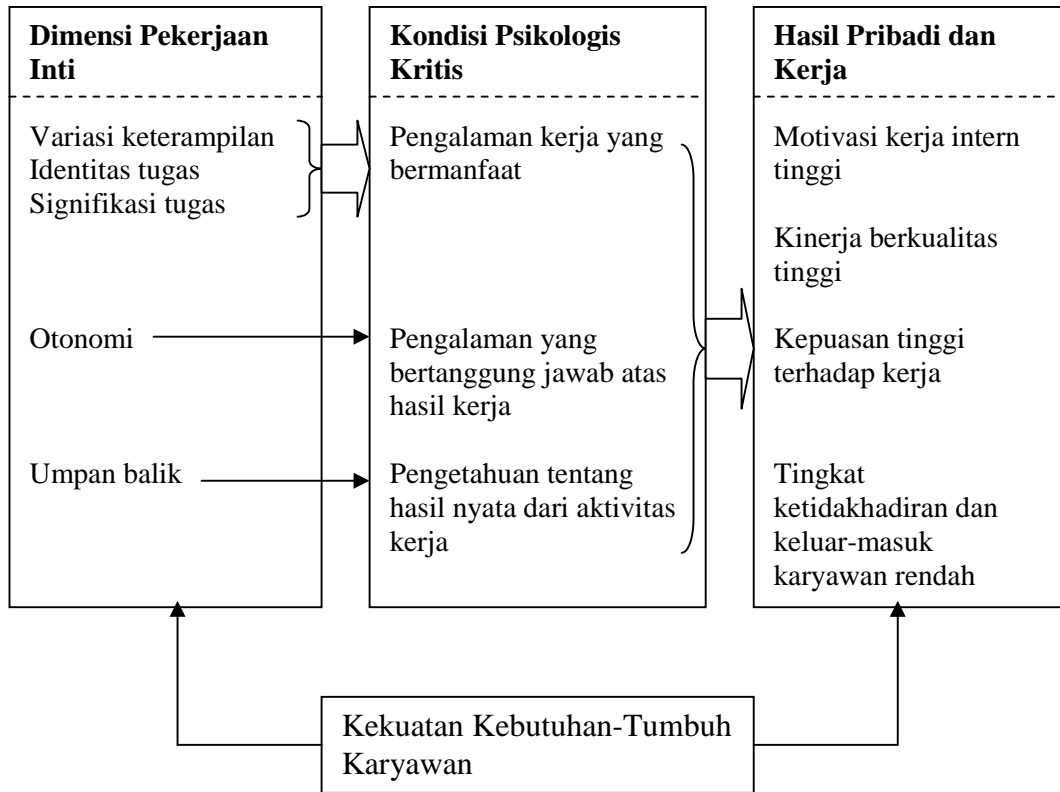 Dimensi Pekerjaan
Inti
Variasi keterampilan
Identitas tugas
Signifikasi tugas
Otonomi
Umpan balik
Kondisi Psikologis
Kritis
Pengalaman kerja yang
bermanfaat
Pengalaman yang
bertanggung jawab atas
hasil kerja
Pengetahuan tentang
hasil nyata dari aktivitas
kerja
Hasil Pribadi dan
Kerja
Motivasi kerja intern
tinggi
Kinerja berkualitas
tinggi
Kepuasan tinggi
terhadap kerja
Tingkat
ketidakhadiran dan
keluar-masuk
karyawan rendah
Kekuatan Kebutuhan-Tumbuh
Karyawan